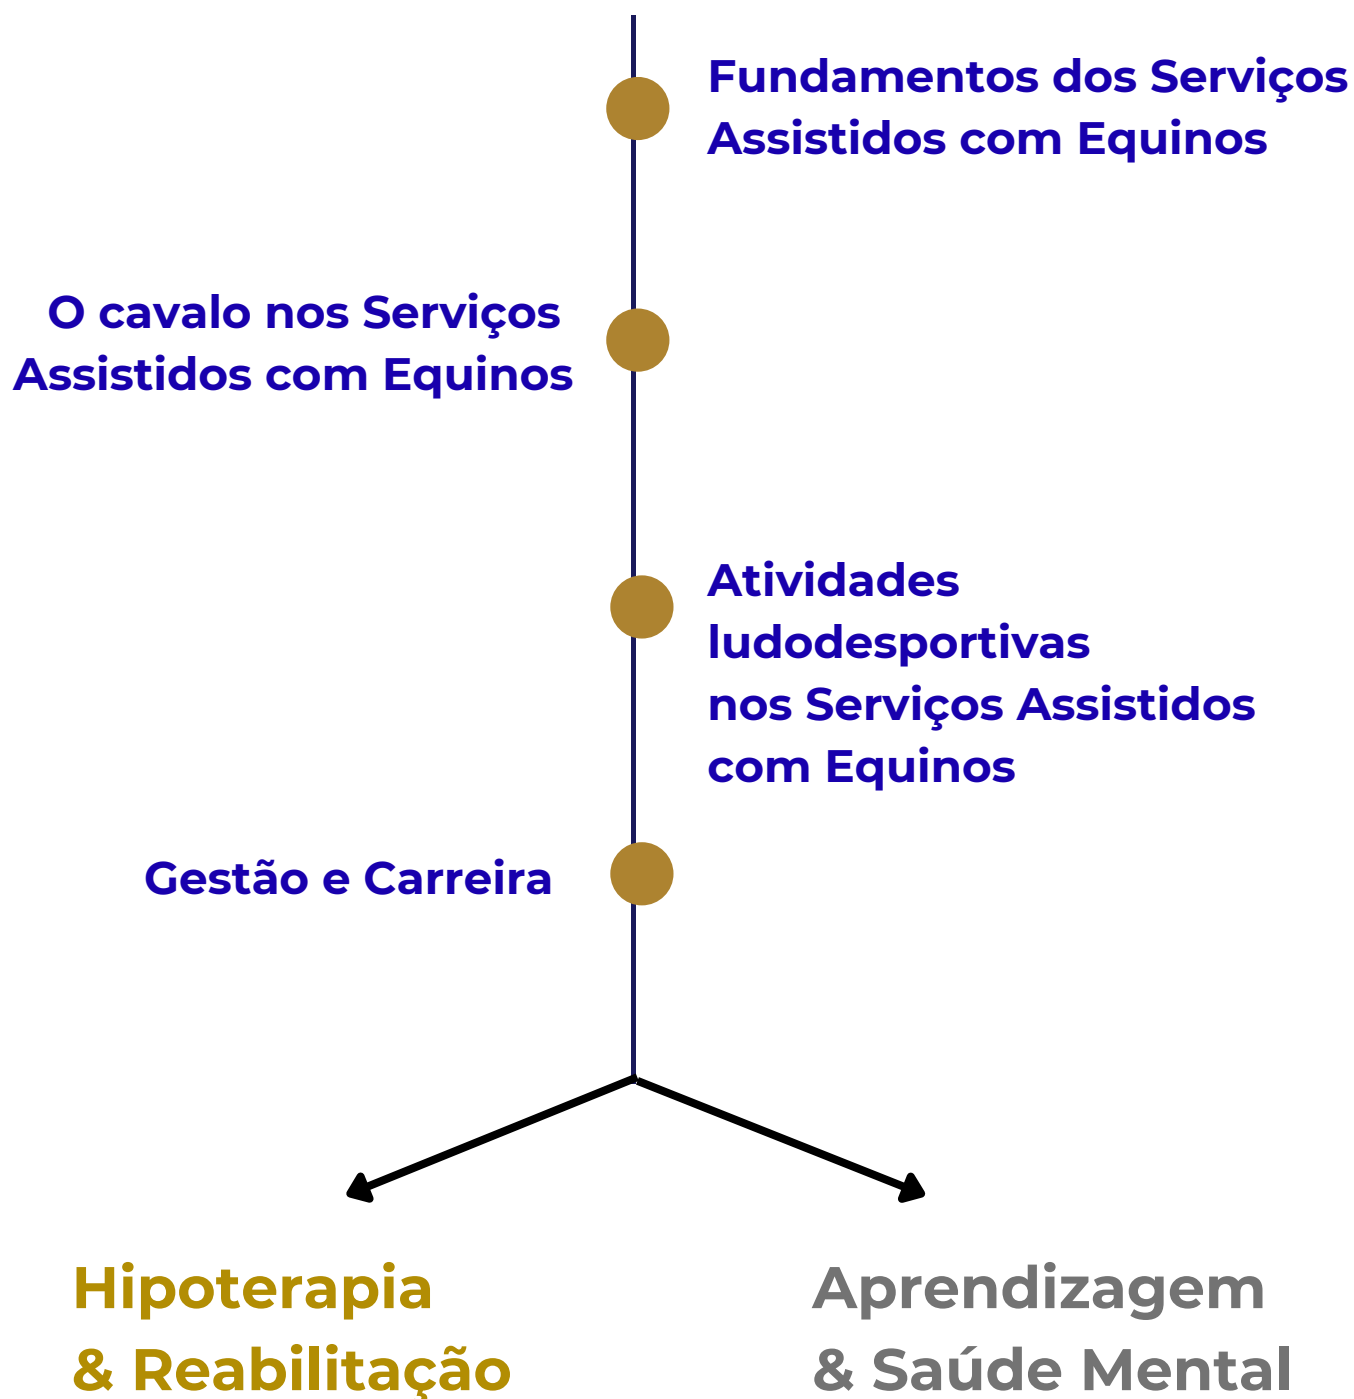 Fundamentos dos Serviços
Assistidos com Equinos
O cavalo nos Serviços
Assistidos com Equinos
Atividades
ludodesportivas
nos Serviços Assistidos
com Equinos
Gestão e Carreira
Hipoterapia
& Reabilitação
Aprendizagem
& Saúde Mental